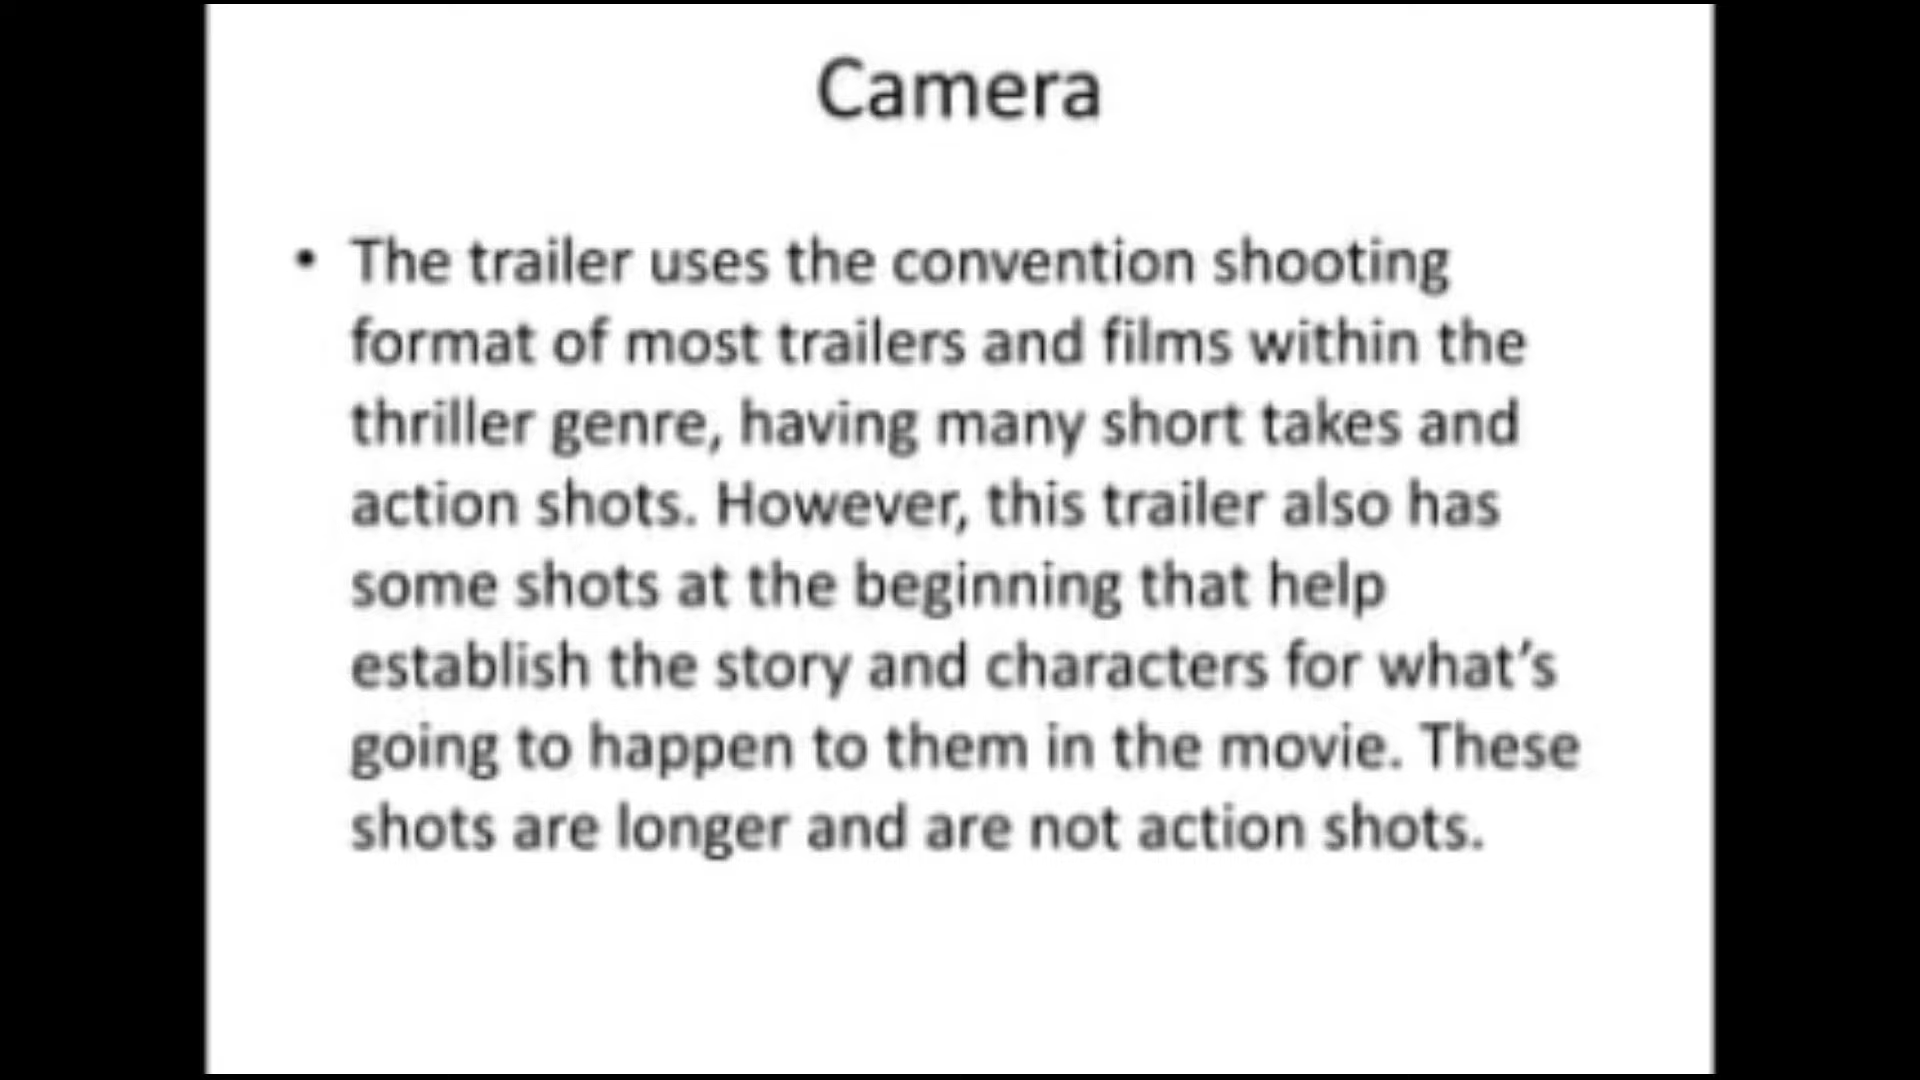 Camera
• The trailer uses the convention shooting
format of most trailers and films within the
thriller genre, having many short takes and
action shots. However, this trailer also has
some shots at the beginning that help
establish the story and characters for what’s
going to happen to them in the movie. These
shots are longer and are not action shots.